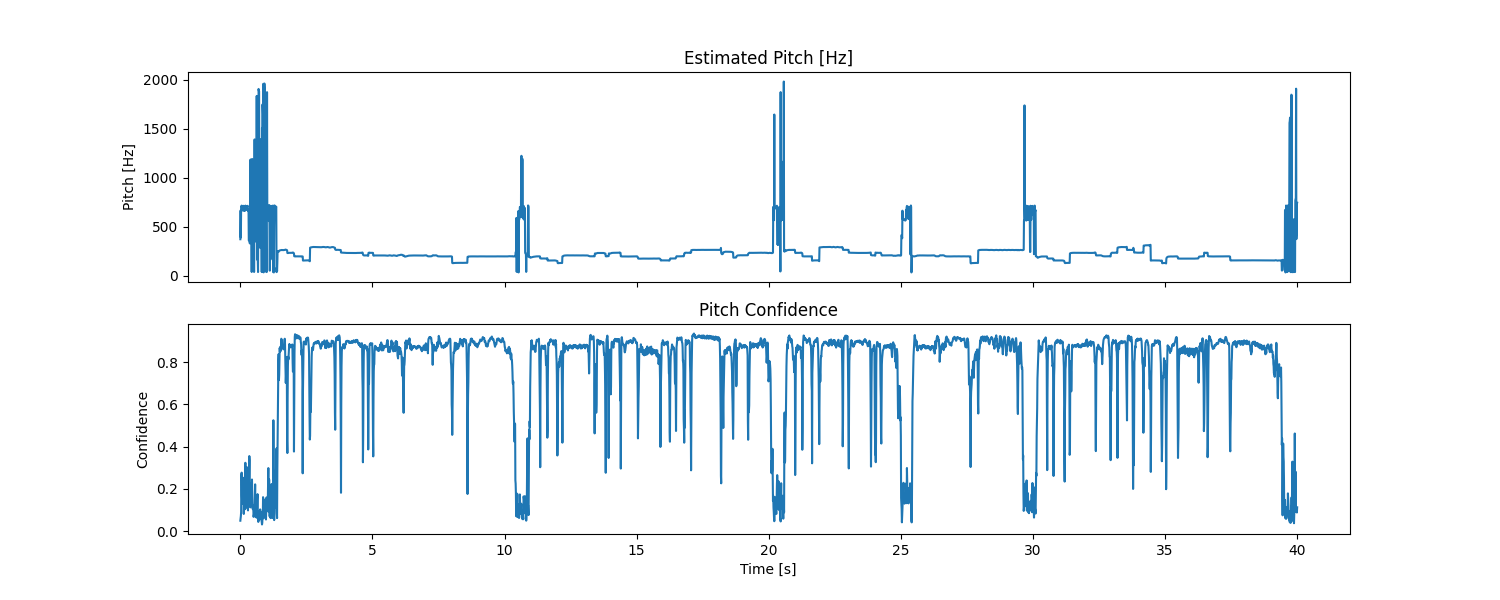 Estimated Pitch [Hz]
2000
1500
1000
500
0
Pitch [Hz]
Pitch Confidence
0.8
0.6
0.4
0.2
0.0
Confidence
0 5 10 15 20 25 30 35 40
Time [s]